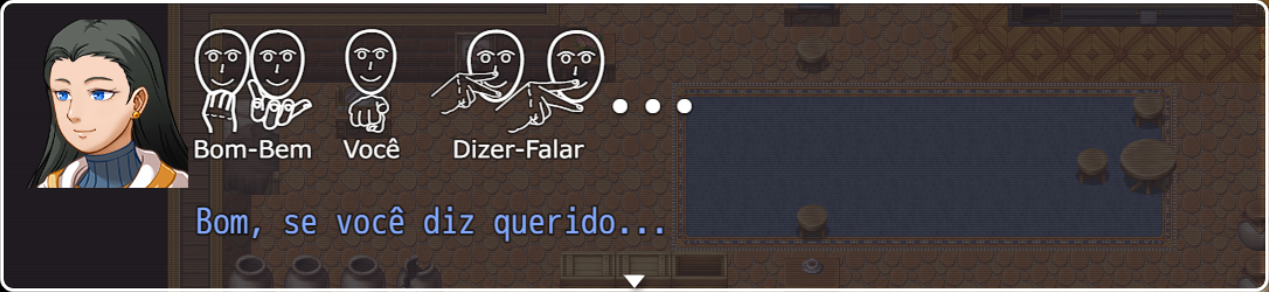 Bom-Bem Você Dizer-Falar ...
Bom, se você diz querido...